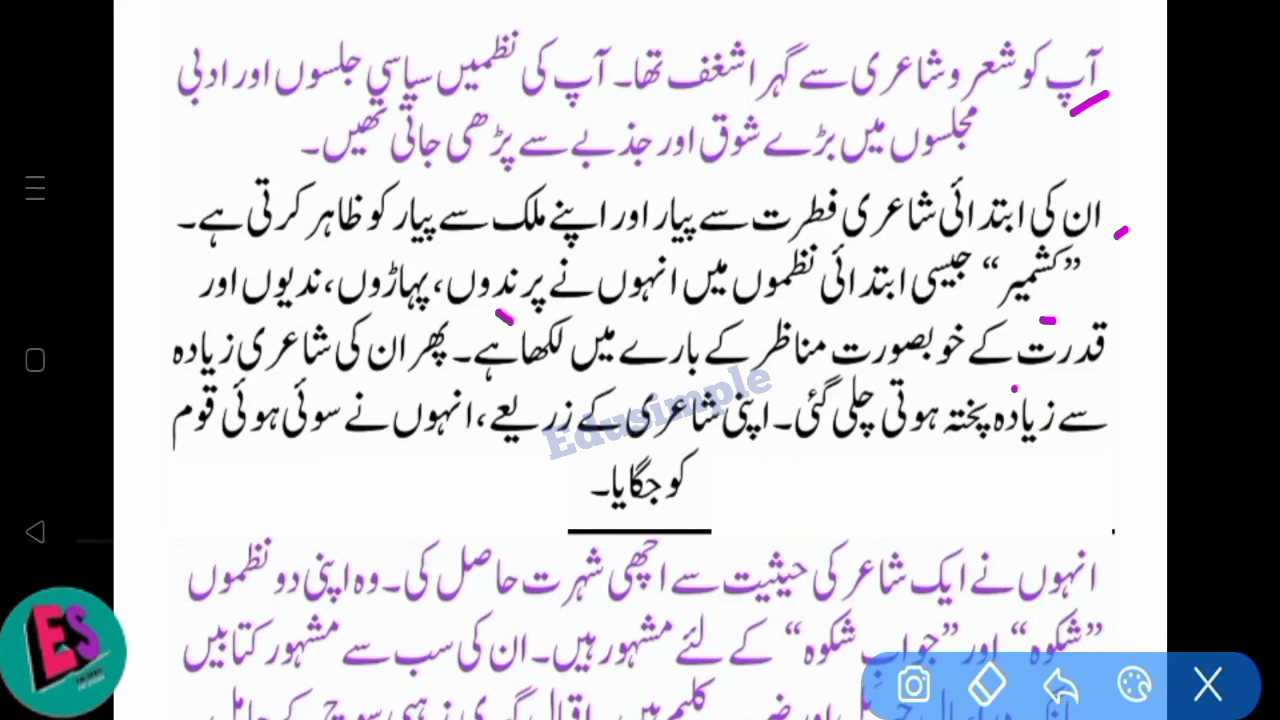 آپ کو شعر و شاعری سے گہرا شغف تھا۔ آپ کی نظمیں سیاسی جلسوں اور ادبی
مجلسوں میں بڑے شوق اور جذبے سے پڑھی جاتی تھیں۔
ان کی ابتدائی شاعری فطرت سے پیار اور اپنے ملک سے پیار کو ظاہر کرتی ہے۔
”کشمیر“ جیسی ابتدائی نظموں میں انہوں نے پرندوں، پہاڑوں، ندیوں اور
قدرت کے خوبصورت مناظر کے بارے میں لکھا ہے۔ پھر ان کی شاعری زیادہ
سے زیادہ پختہ ہوتی چلی گئی۔ اپنی شاعری کے زریعے، انہوں نے سوئی ہوئی قوم
کو جگایا۔
Edusimple
انہوں نے ایک شاعر کی حیثیت سے اچھی شہرت حاصل کی۔ وہ اپنی دو نظموں
”شکوہ“ اور ”جوابِ شکوہ“ کے لئے مشہور ہیں۔ ان کی سب سے مشہور کتابیں
ES